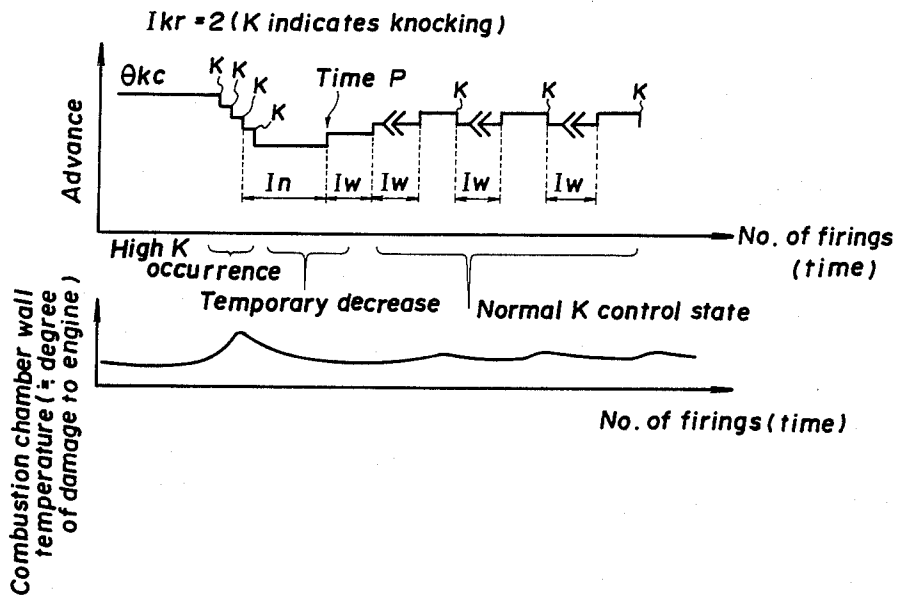 Ikr = 2 (K indicates knocking)
θkc
K
K
K
K
Time P
K
K
K
Advance
In
Iw
Iw
Iw
Iw
No. of firings
(time)
High K
occurrence
Temporary decrease
Normal K control state
Combustion chamber wall
temperature (≒ degree
of damage to engine)
No. of firings (time)